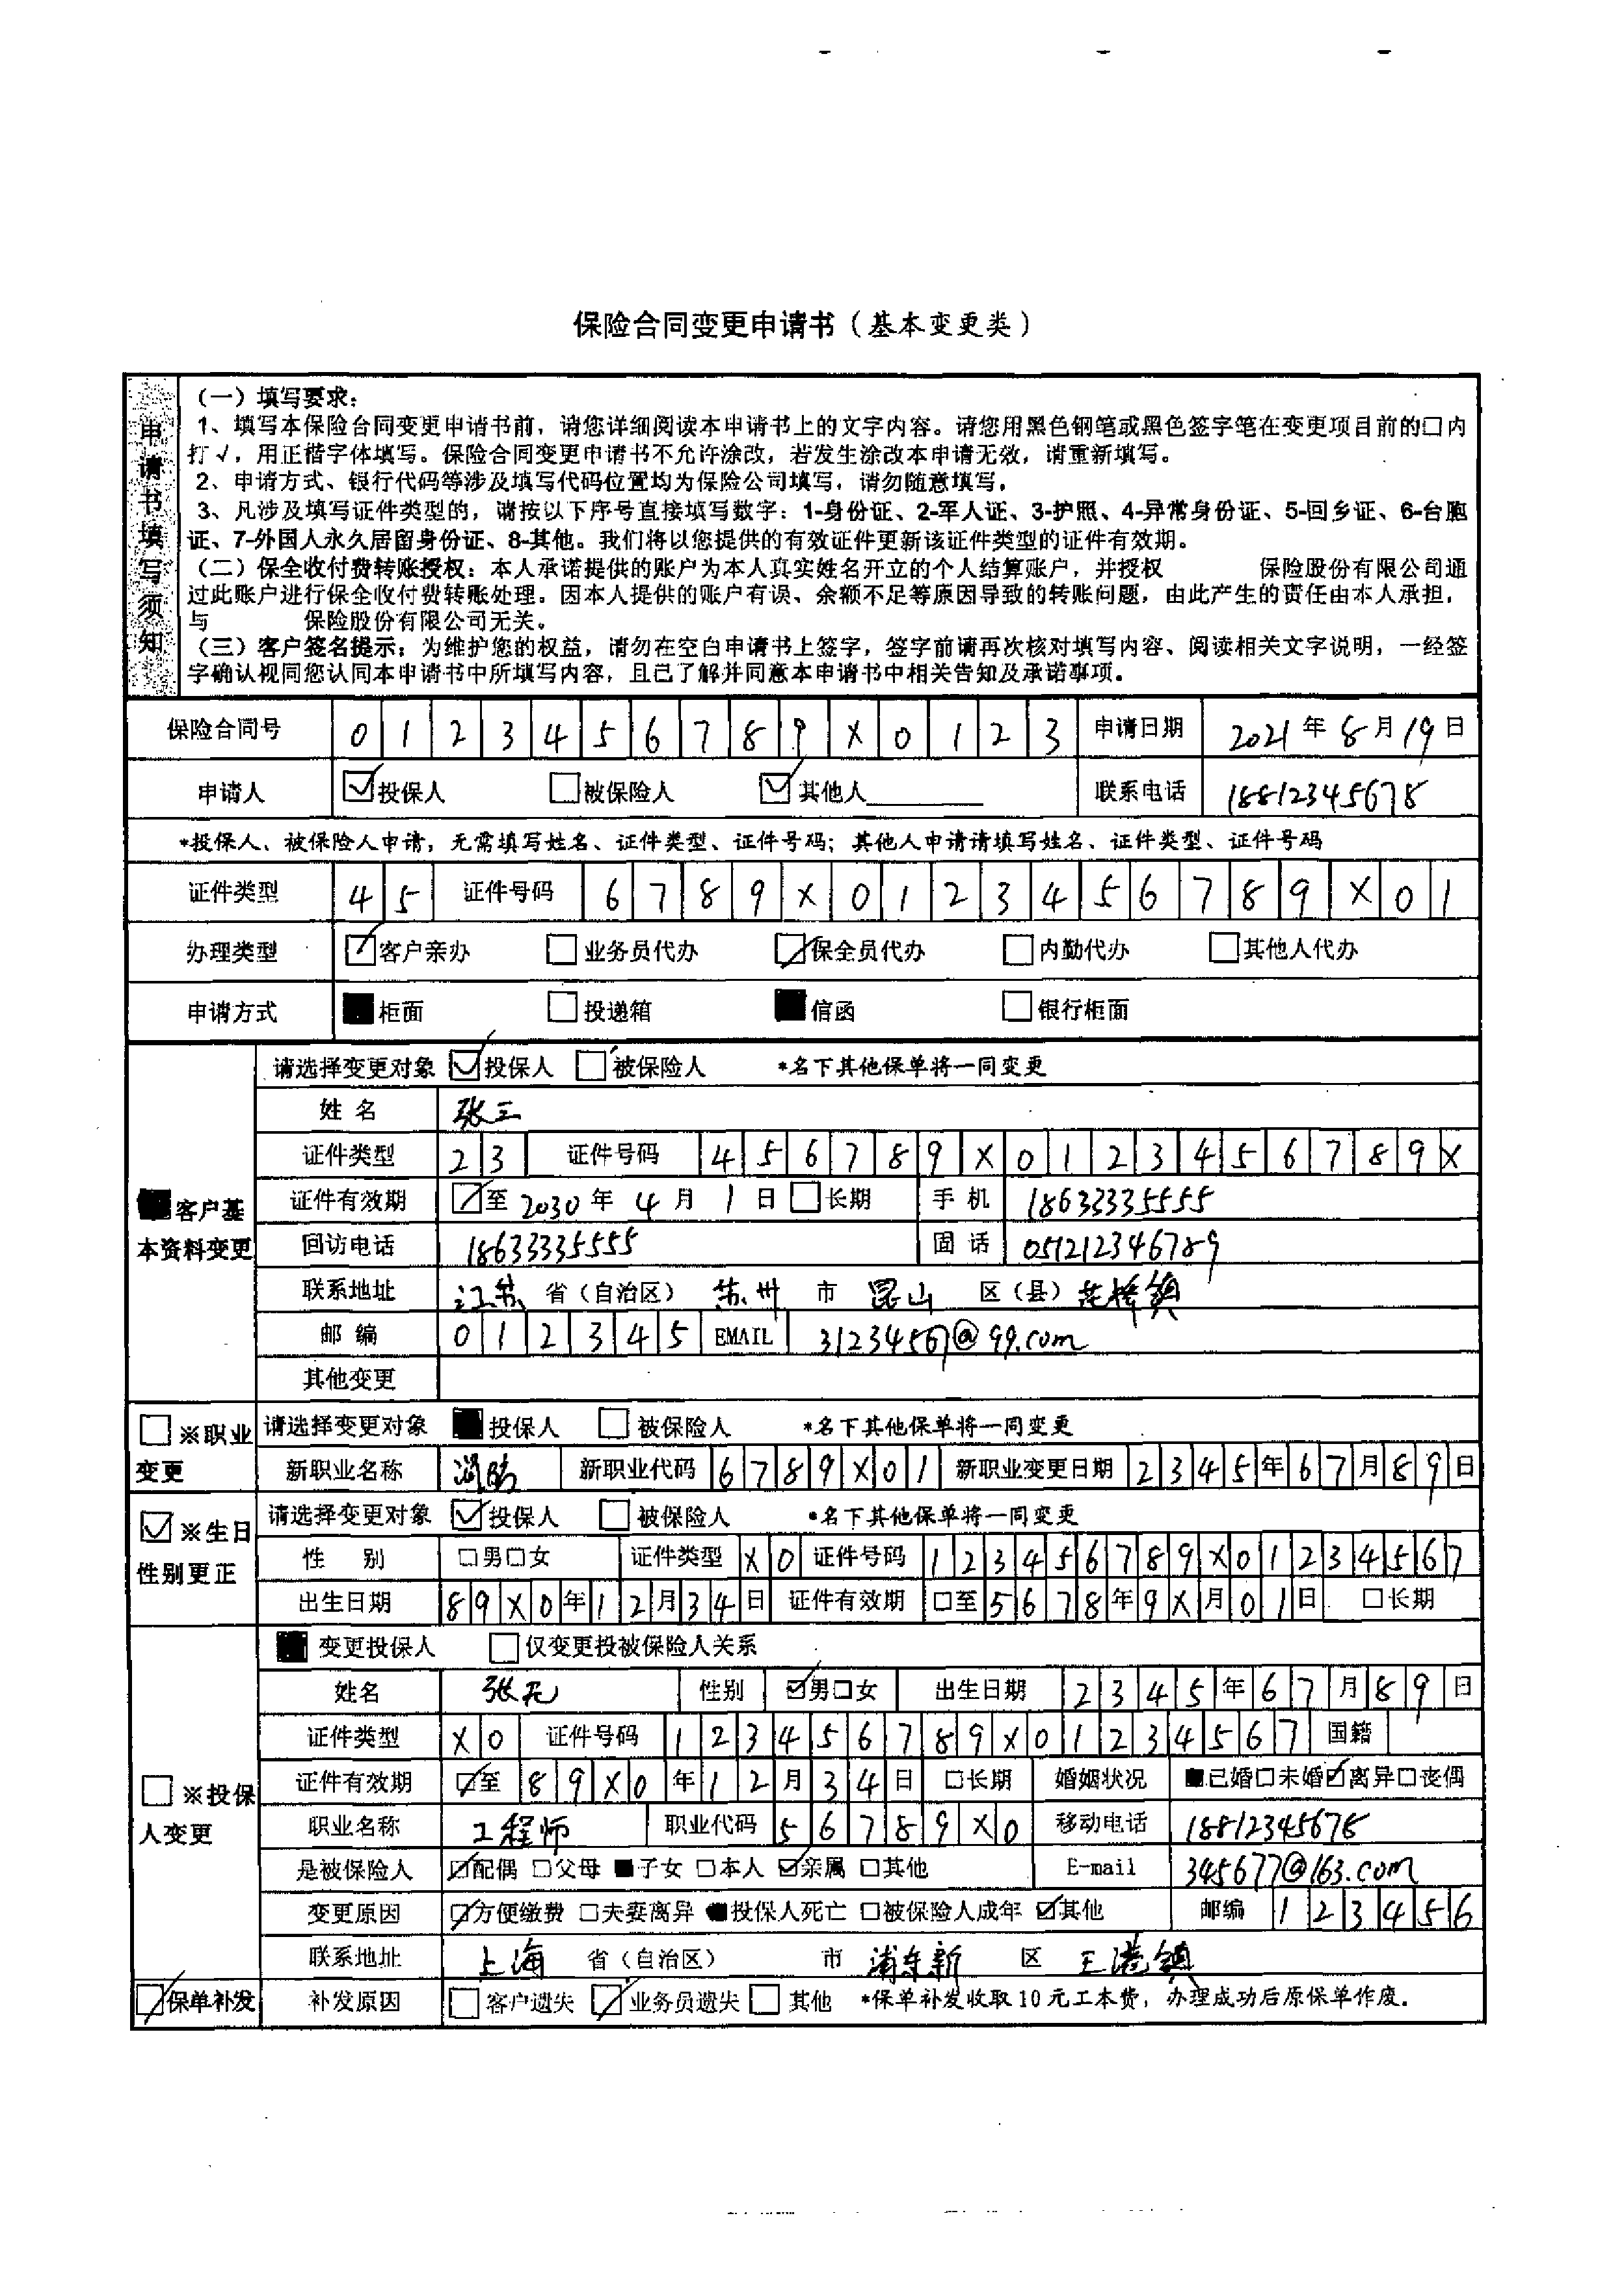 保险合同变更申请书（基本变更类）
申请书填写须知
（一）填写要求：
1、填写本保险合同变更申请书前，请您详细阅读本申请书上的文字内容。请您用黑色钢笔或黑色签字笔在变更项目前的□内
打√，用正楷字体填写。保险合同变更申请书不允许涂改，若发生涂改本申请无效，请重新填写。
2、申请方式、银行代码等涉及填写代码位置均为保险公司填写，请勿随意填写。
3、凡涉及填写证件类型的，请按以下序号直接填写数字：1-身份证、2-军人证、3-护照、4-异常身份证、5-回乡证、6-台胞
证、7-外国人永久居留身份证、8-其他。我们将以您提供的有效证件更新该证件类型的证件有效期。
（二）保全收付费转账授权：本人承诺提供的账户为本人真实姓名开立的个人结算账户，并授权 保险股份有限公司通
过此账户进行保全收付费转账处理。因本人提供的账户有误、余额不足等原因导致的转账问题，由此产生的责任由本人承担，
与 保险股份有限公司无关。
（三）客户签名提示：为维护您的权益，请勿在空白申请书上签字，签字前请再次核对填写内容、阅读相关文字说明，一经签
字确认视同您认同本申请书中所填写内容，且已了解并同意本申请书中相关告知及承诺事项。
保险合同号 0 1 2 3 4 5 6 7 8 9 X 0 1 2 3 申请日期 2021 年 8 月 19 日
申请人 ☑投保人 □被保险人 ☑其他人 联系电话 18812345678
*投保人、被保险人申请，无需填写姓名、证件类型、证件号码；其他人申请请填写姓名、证件类型、证件号码
证件类型 4 5 证件号码 6 7 8 9 X 0 1 2 3 4 5 6 7 8 9 X 0 1
办理类型 ☑客户亲办 □业务员代办 ☑保全员代办 □内勤代办 □其他人代办
申请方式 ■柜面 □投递箱 ■信函 □银行柜面
■客户基本资料变更
请选择变更对象 ☑投保人 □被保险人 *名下其他保单将一同变更
姓 名 张三
证件类型 2 3 证件号码 4 5 6 7 8 9 X 0 1 2 3 4 5 6 7 8 9 X
证件有效期 ☑至 2030 年 4 月 1 日 □长期 手 机 18633335555
回访电话 18633335555 固 话 051212346789
联系地址 江苏 省（自治区） 苏州 市 昆山 区（县） 花桥镇
邮 编 0 1 2 3 4 5 EMAIL 31234567@99.com
其他变更
□※职业变更
请选择变更对象 ■投保人 □被保险人 *名下其他保单将一同变更
新职业名称 新职业代码 6 7 8 9 X 0 1 新职业变更日期 2 3 4 5 年 6 7 月 8 9 日
☑※生日性别更正
请选择变更对象 ☑投保人 □被保险人 *名下其他保单将一同变更
性 别 □男□女 证件类型 X 0 证件号码 1 2 3 4 5 6 7 8 9 X 0 1 2 3 4 5 6 7
出生日期 8 9 X 0 年 1 2 月 3 4 日 证件有效期 □至 5 6 7 8 年 9 X 月 0 1 日 □长期
□※投保人变更
■ 变更投保人 □仅变更投被保险人关系
姓名 张无 性别 ☑男□女 出生日期 2 3 4 5 年 6 7 月 8 9 日
证件类型 X 0 证件号码 1 2 3 4 5 6 7 8 9 X 0 1 2 3 4 5 6 7 国籍
证件有效期 ☑至 8 9 X 0 年 1 2 月 3 4 日 □长期 婚姻状况 ■已婚□未婚☑离异□丧偶
职业名称 工程师 职业代码 5 6 7 8 9 X 0 移动电话 18812345678
是被保险人 ☑配偶 □父母 ■子女 □本人 ☑亲属 □其他 E-mail 345677@163.com
变更原因 ☑方便缴费 □夫妻离异 ■投保人死亡 □被保险人成年 ☑其他 邮编 1 2 3 4 5 6
联系地址 上海 省（自治区） 市 浦东新 区 王港镇
☑保单补发 补发原因 □客户遗失 ☑业务员遗失 □ 其他 *保单补发收取10元工本费，办理成功后原保单作废。